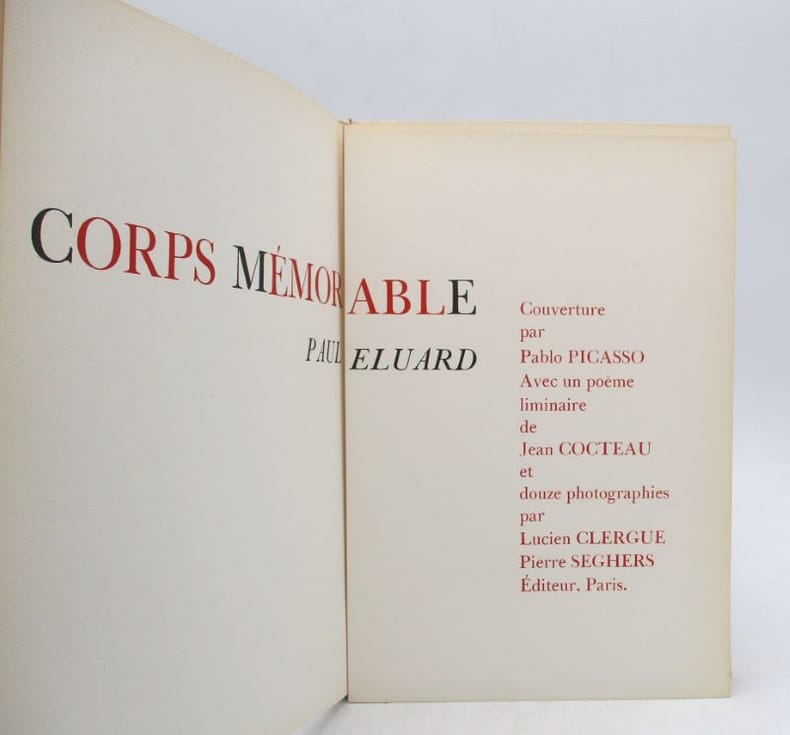 CORPS MÉMORABLE
PAUL ELUARD
Couverture
par
Pablo PICASSO
Avec un poème
liminaire
de
Jean COCTEAU
et
douze photographies
par
Lucien CLERGUE
Pierre SEGHERS
Éditeur, Paris.